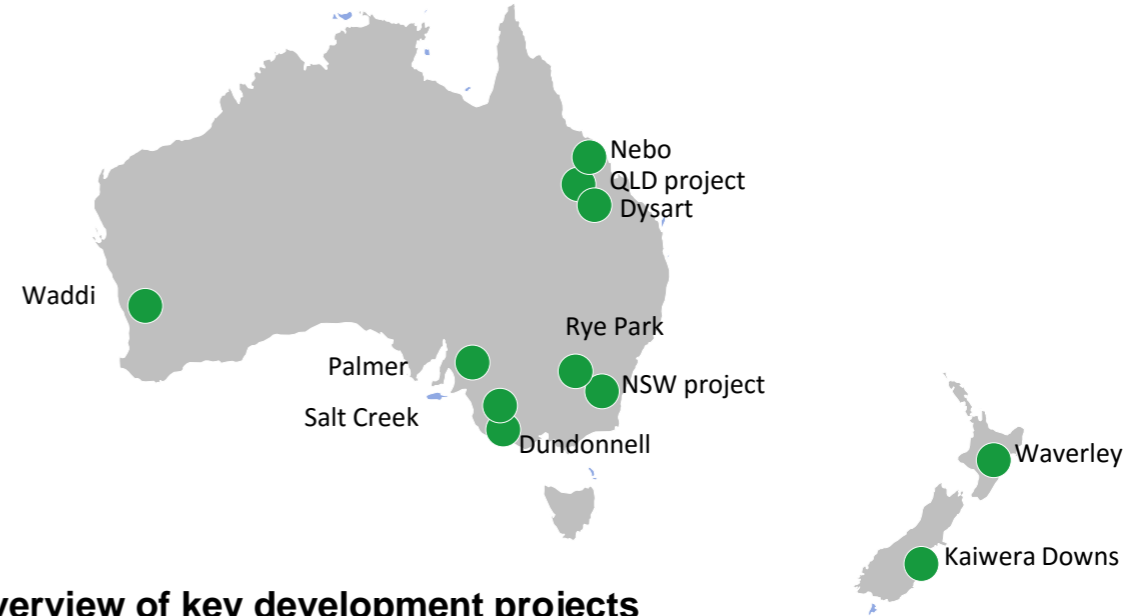 Nebo
QLD project
Dysart
Waddi
Rye Park
Palmer
NSW project
Salt Creek
Dundonnell
Waverley
Kaiwera Downs
verview of key development projects